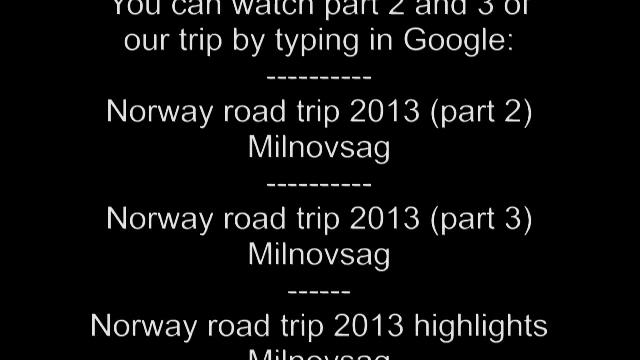 You can watch part 2 and 3 of
our trip by typing in Google:
----------
Norway road trip 2013 (part 2)
Milnovsag
----------
Norway road trip 2013 (part 3)
Milnovsag
------
Norway road trip 2013 highlights
Milnovsag